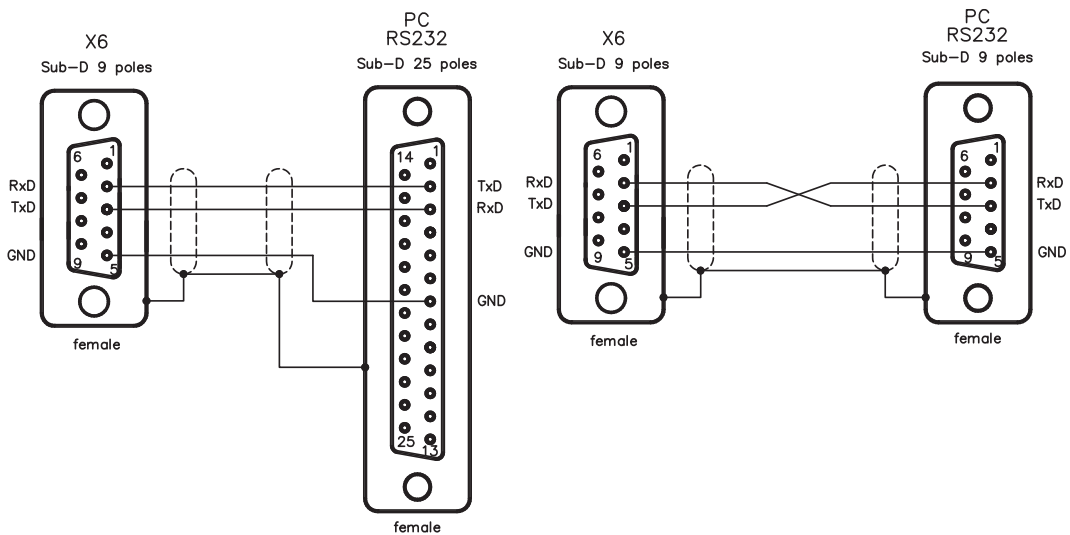 X6
Sub-D 9 poles
PC
RS232
Sub-D 25 poles
6
1
RxD
TxD
GND
9
5
female
14
1
TxD
RxD
GND
25
13
female
X6
Sub-D 9 poles
PC
RS232
Sub-D 9 poles
6
1
RxD
TxD
GND
9
5
female
6
1
RxD
TxD
GND
9
5
female